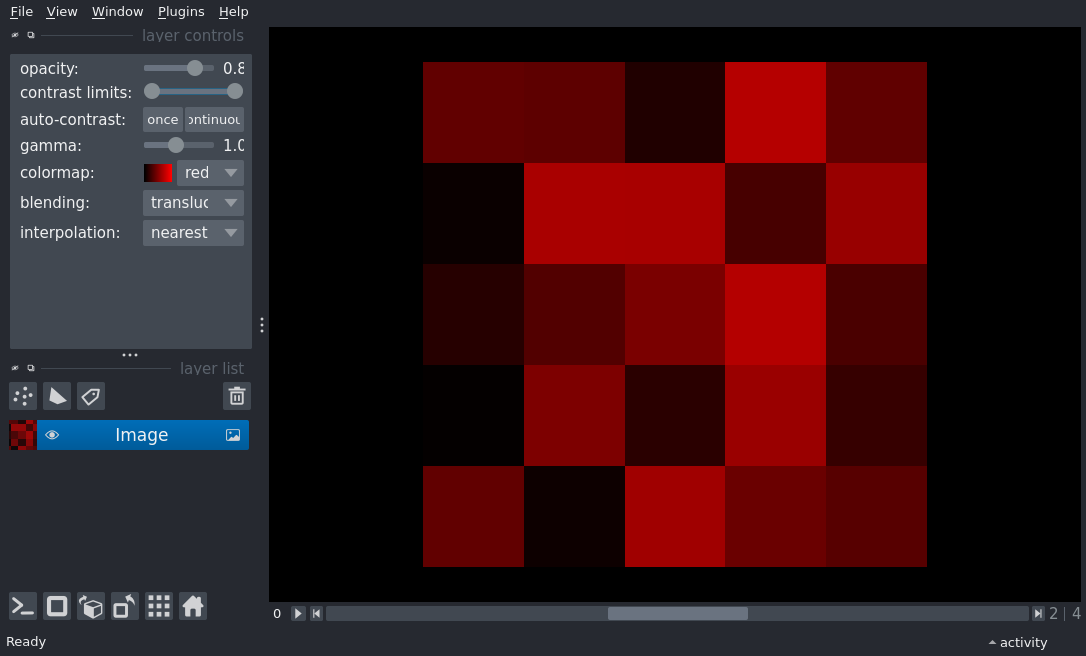 File View Window Plugins Help
layer controls
opacity: 0.8
contrast limits:
auto-contrast: once ontinuou
gamma: 1.0
colormap: red
blending: transluc
interpolation: nearest
layer list
Image
0 2 | 4
Ready activity